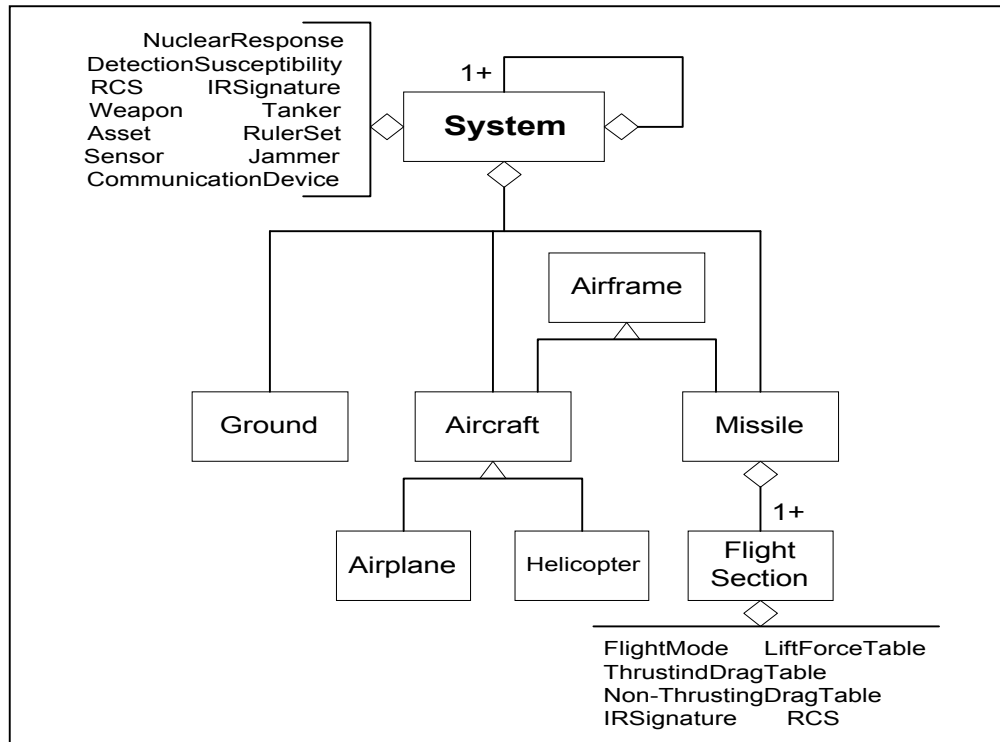 NuclearResponse
DetectionSusceptibility
RCS IRSignature
Weapon Tanker
Asset RulerSet
Sensor Jammer
CommunicationDevice
1+
System
Airframe
Ground
Aircraft
Missile
1+
Airplane
Helicopter
Flight
Section
FlightMode LiftForceTable
ThrustindDragTable
Non-ThrustingDragTable
IRSignature RCS